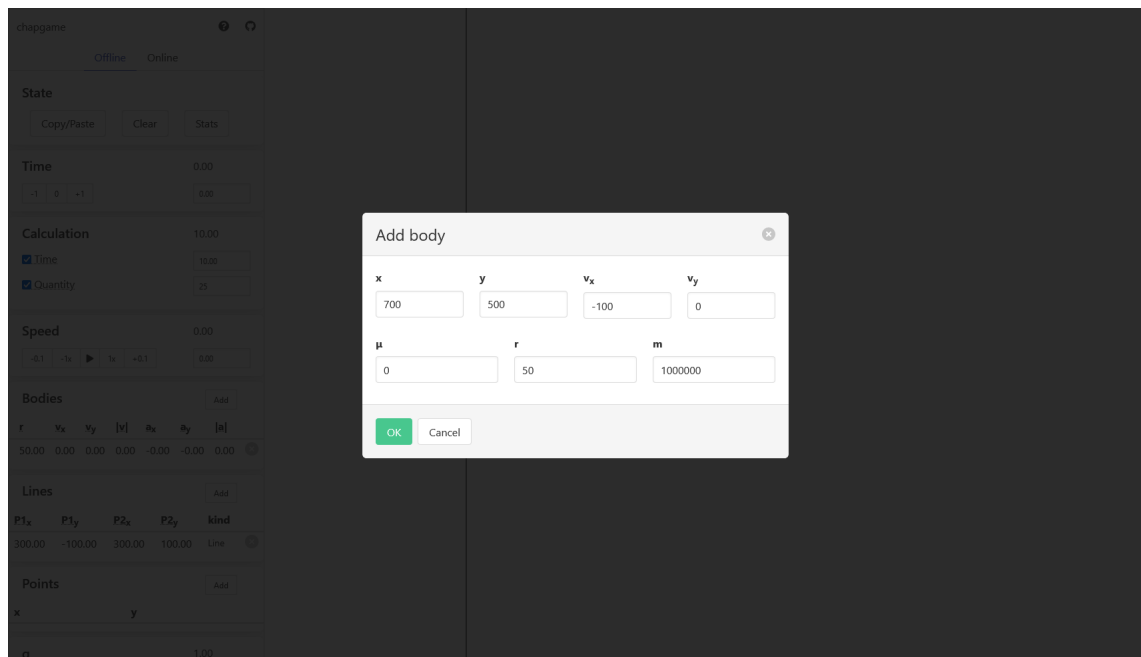 chapgame
Offline Online
State
Copy/Paste Clear Stats
Time 0.00
-1 0 +1 0.00
Calculation 10.00
Time 10.00
Quantity 25
Speed 0.00
-0.1 -1x 1x +0.1 0.00
Bodies Add
r vx vy |v| ax ay |a|
50.00 0.00 0.00 0.00 -0.00 -0.00 0.00
Lines Add
P1x P1y P2x P2y kind
300.00 -100.00 300.00 100.00 Line
Points Add
x y
g 1.00
Add body
x y vx vy
700 500 -100 0
μ r m
0 50 1000000
OK Cancel